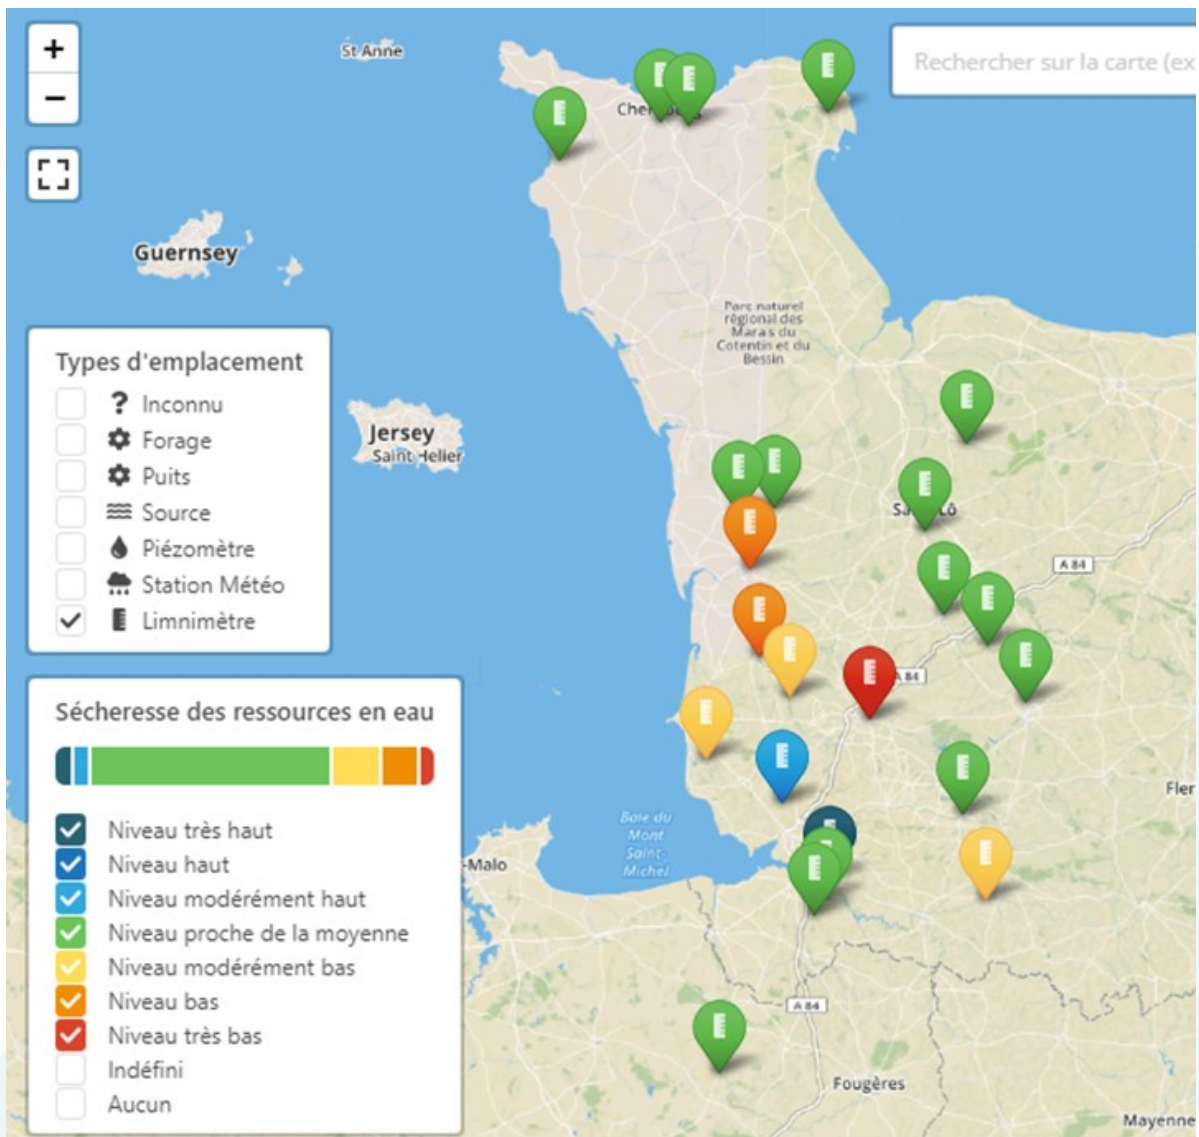 +
−
St Anne
Rechercher sur la carte (ex
Guernsey
Parc naturel
régional des
Marais du
Cotentin et du
Bessin
Types d'emplacement
? Inconnu
Forage
Puits
Source
Piézomètre
Station Météo
Limnimètre
Jersey
Saint Helier
A 84
A 84
Sécheresse des ressources en eau
Niveau très haut
Niveau haut
Niveau modérément haut
Niveau proche de la moyenne
Niveau modérément bas
Niveau bas
Niveau très bas
Indéfini
Aucun
Fler
Baie du
Mont
Saint-
Michel
-Malo
A 84
Fougères
Mayenne